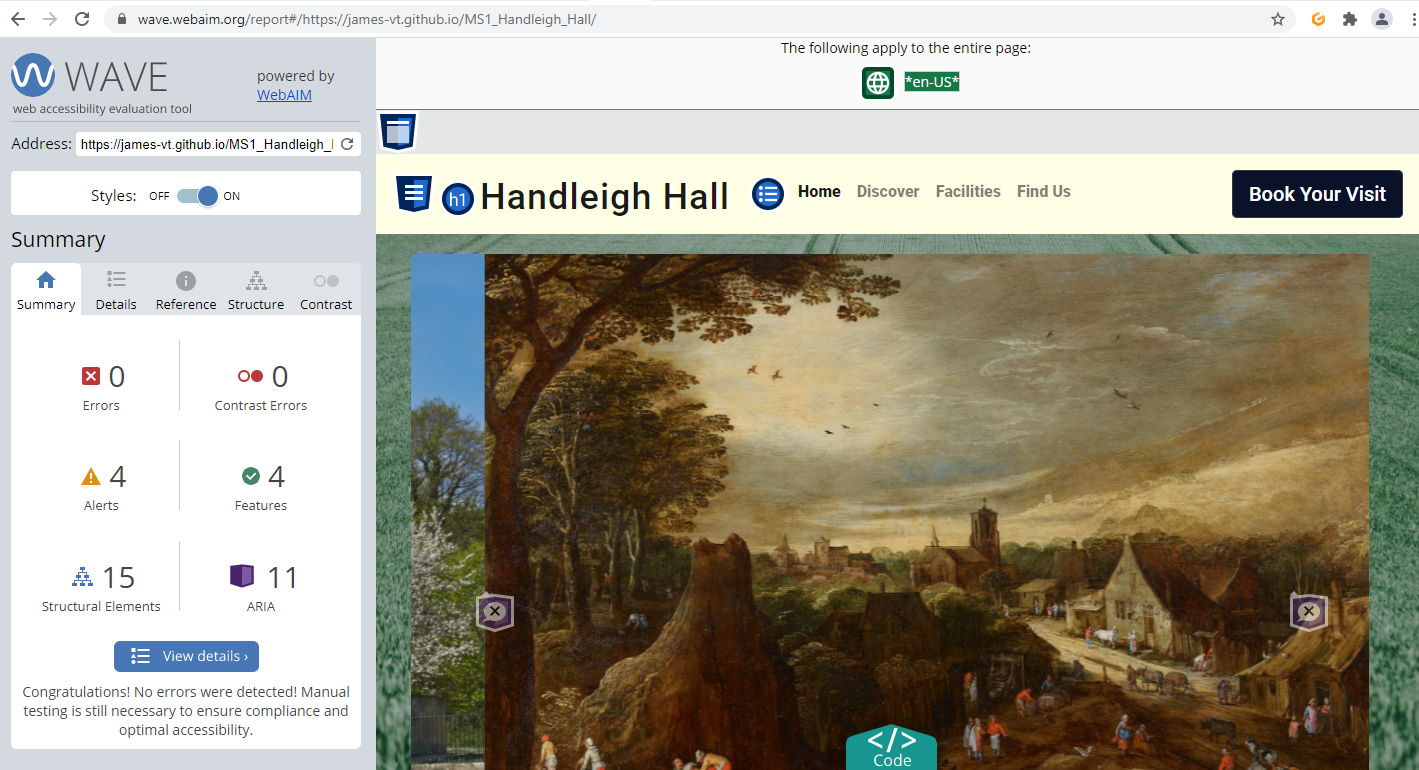 wave.webaim.org/report#/https://james-vt.github.io/MS1_Handleigh_Hall/
WAVE
web accessibility evaluation tool
powered by
WebAIM
Address: https://james-vt.github.io/MS1_Handleigh_
Styles: OFF ON
Summary
Summary Details Reference Structure Contrast
0
Errors
0
Contrast Errors
4
Alerts
4
Features
15
Structural Elements
11
ARIA
View details ›
Congratulations! No errors were detected! Manual
testing is still necessary to ensure compliance and
optimal accessibility.
The following apply to the entire page:
*en-US*
h1 Handleigh Hall Home Discover Facilities Find Us Book Your Visit
</>
Code